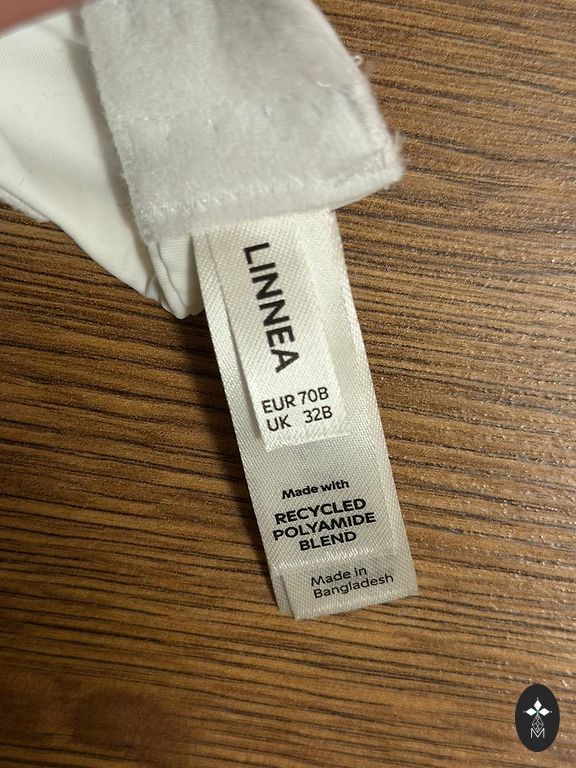 LINNEA
EUR 70B
UK 32B
Made with
RECYCLED
POLYAMIDE
BLEND
Made in
Bangladesh
M